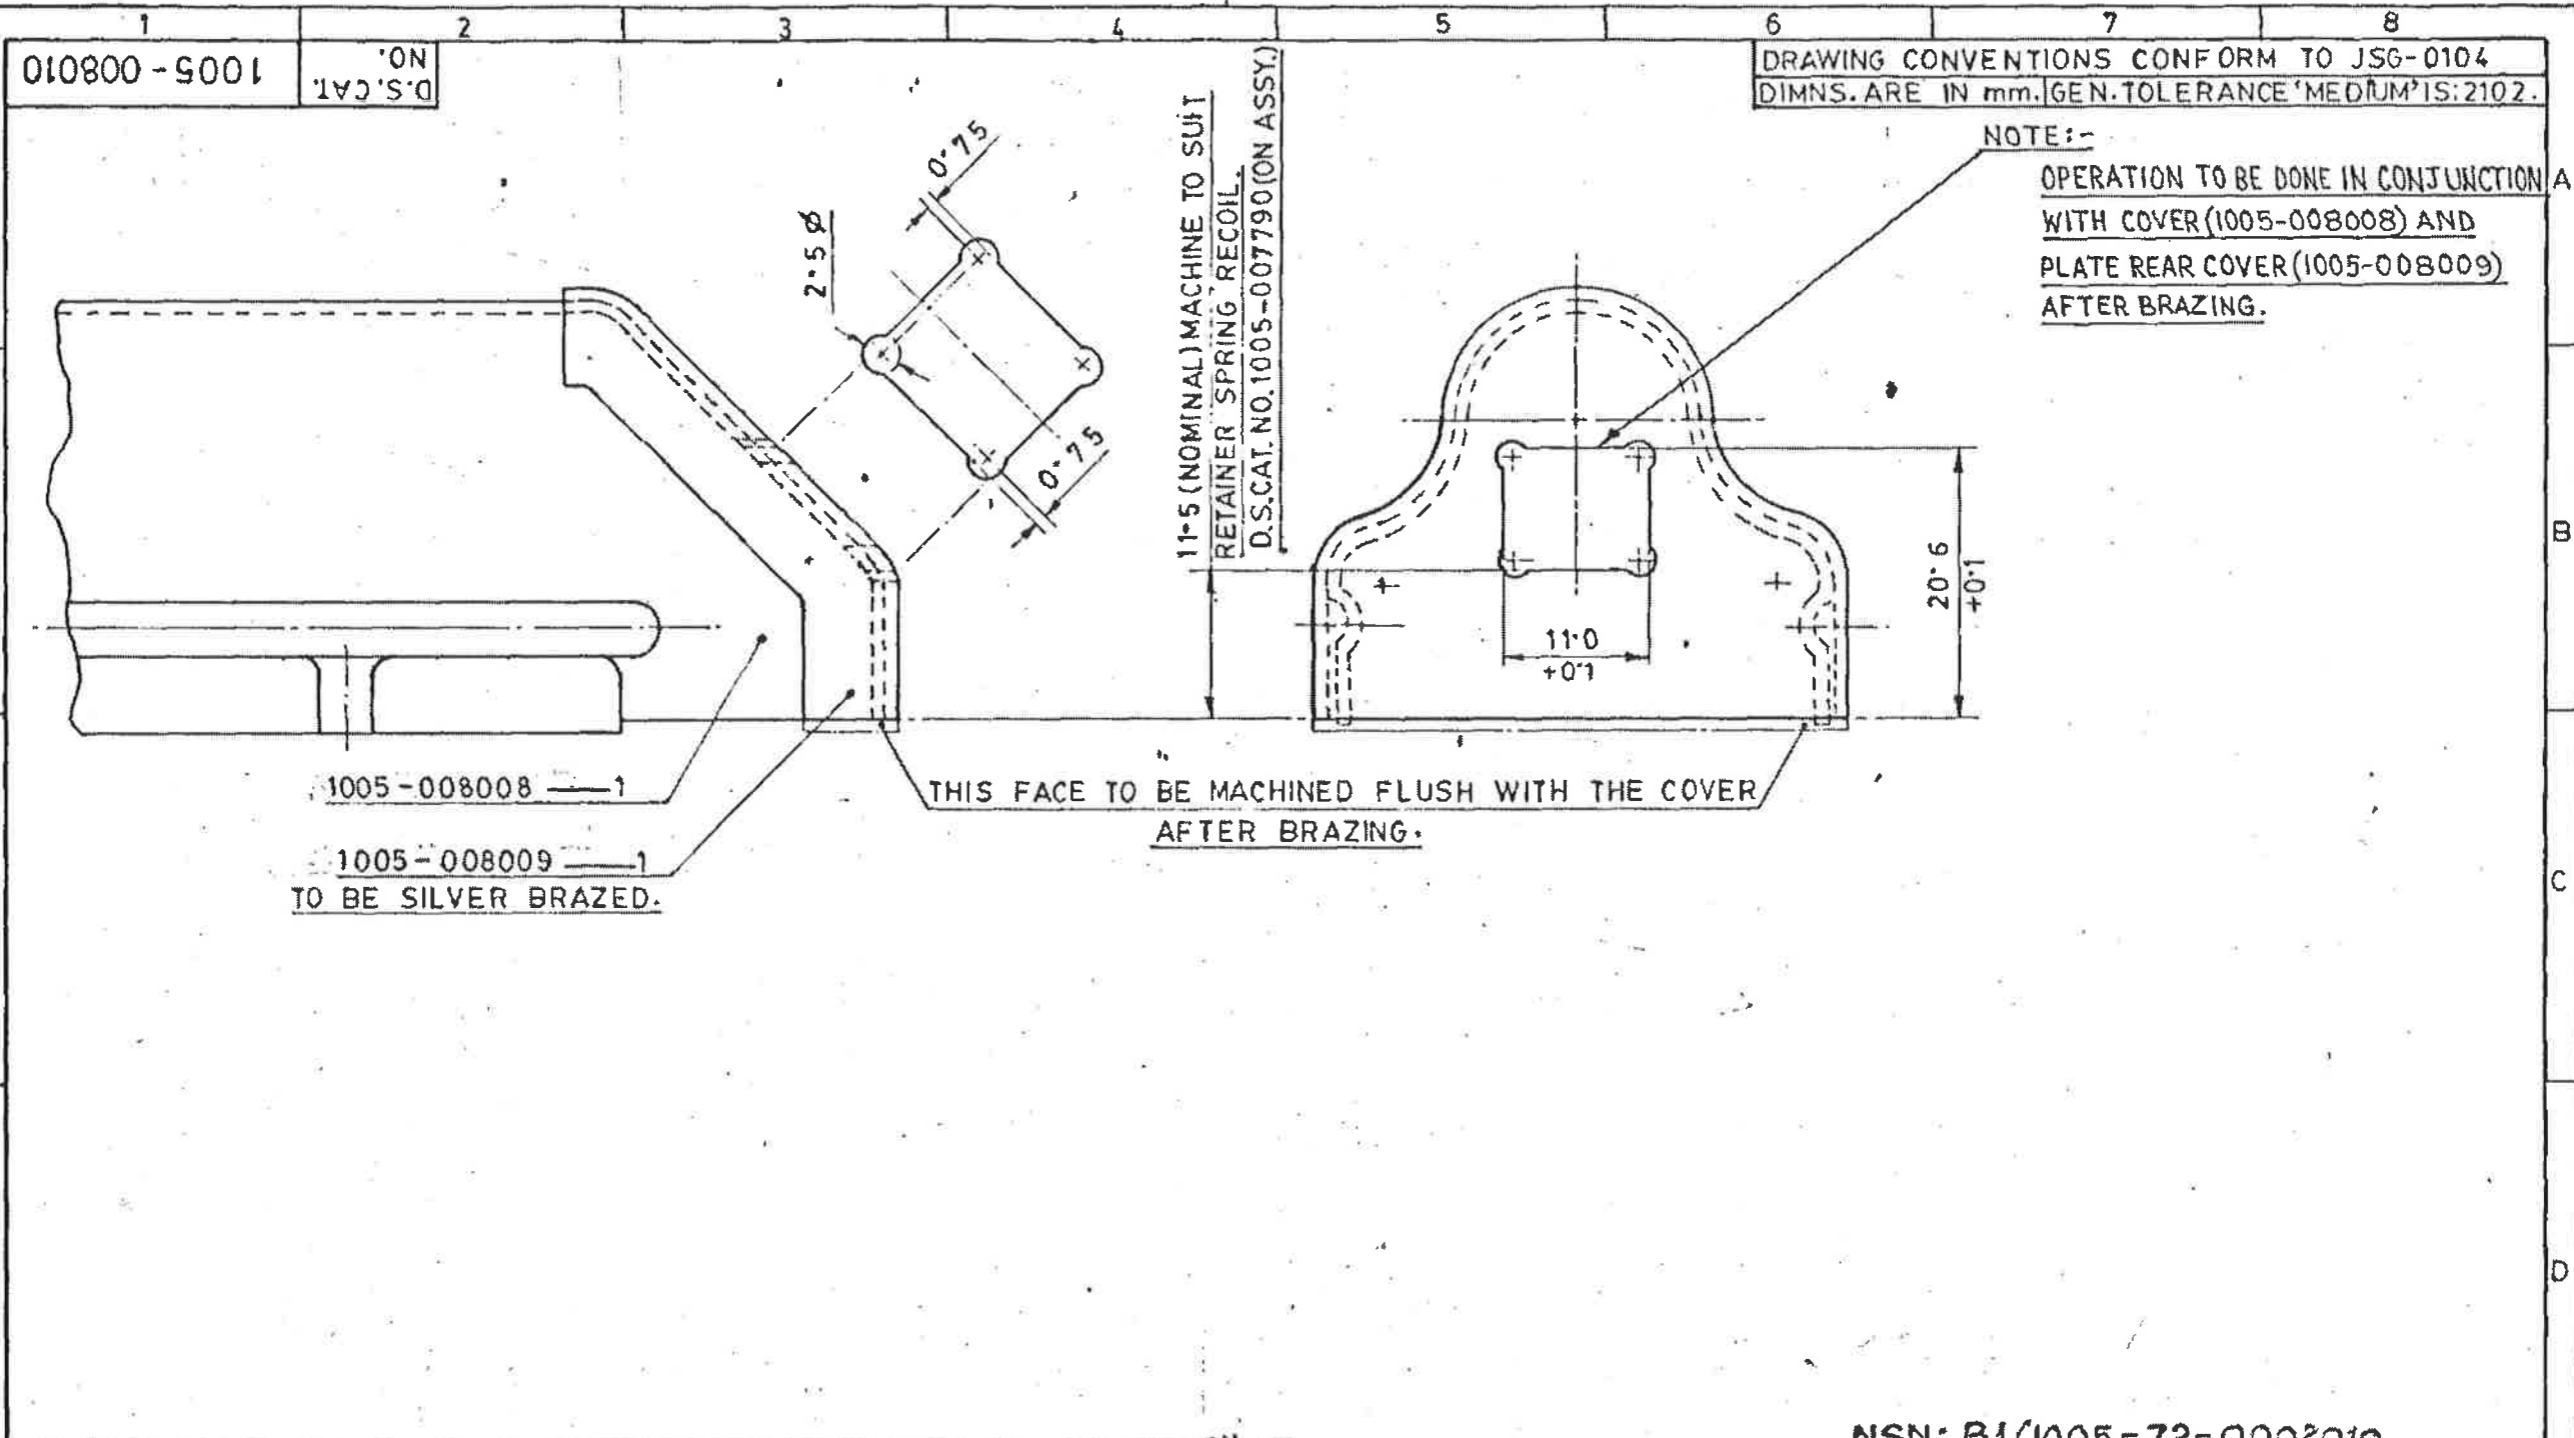 1 2 3 4 5 6 7 8
1005-008010
D.S. CAT.
NO.
DRAWING CONVENTIONS CONFORM TO JSG-0104
DIMNS. ARE IN mm. GEN. TOLERANCE 'MEDIUM' IS:2102.
NOTE:-
OPERATION TO BE DONE IN CONJUNCTION
WITH COVER (1005-008008) AND
PLATE REAR COVER (1005-008009)
AFTER BRAZING.
A
B
C
D
0·75
2·5 Ø
0·75
11·5 (NOMINAL) MACHINE TO SUIT
RETAINER SPRING RECOIL.
D.S.CAT. NO. 1005-007790 (ON ASSY.)
20·6
+0·1
11·0
+0·1
1005-008008 — 1
1005-008009 — 1
TO BE SILVER BRAZED.
THIS FACE TO BE MACHINED FLUSH WITH THE COVER
AFTER BRAZING.
NSN: B1/1005-72-